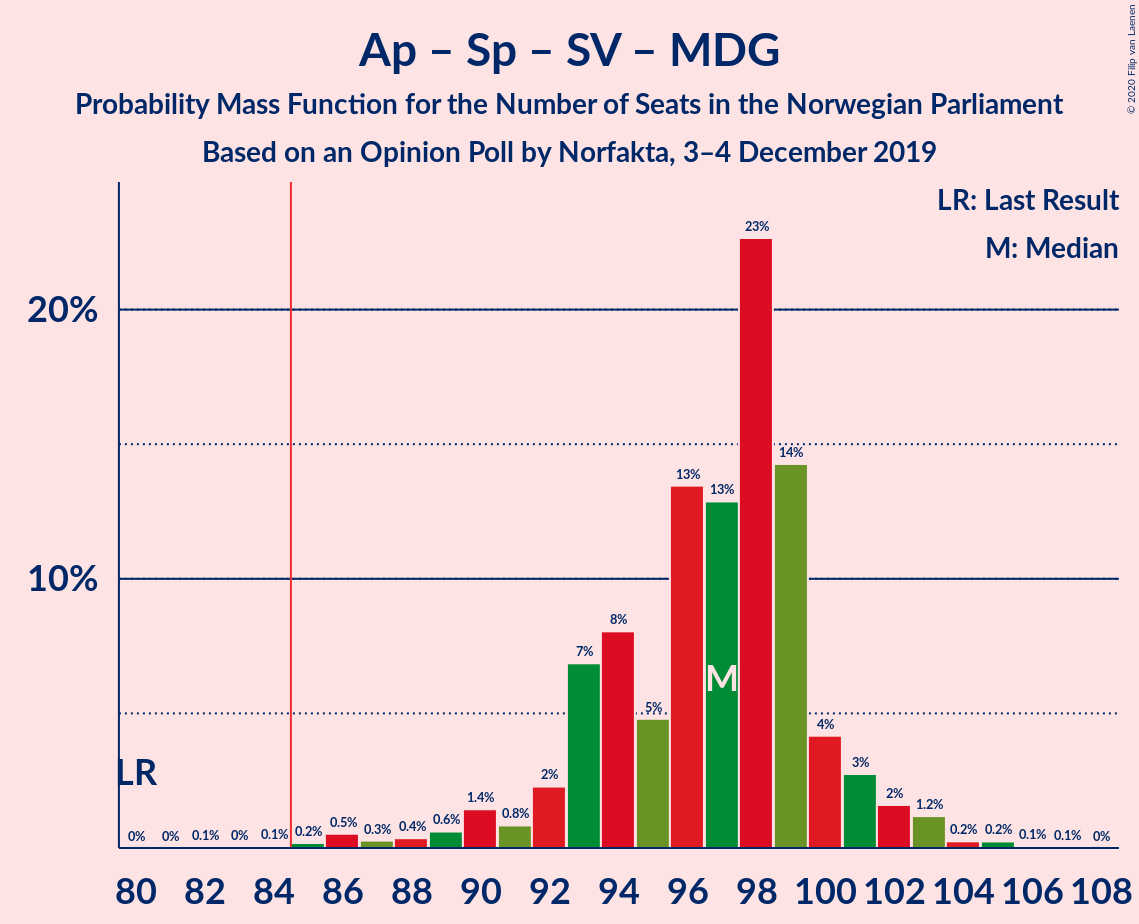 Ap – Sp – SV – MDG
Probability Mass Function for the Number of Seats in the Norwegian Parliament
Based on an Opinion Poll by Norfakta, 3–4 December 2019
© 2020 Filip van Laenen
LR: Last Result
M: Median
20%
10%
LR
M
0% 0% 0.1% 0% 0.1% 0.2% 0.5% 0.3% 0.4% 0.6% 1.4% 0.8% 2% 7% 8% 5% 13% 13% 23% 14% 4% 3% 2% 1.2% 0.2% 0.2% 0.1% 0.1% 0%
80 82 84 86 88 90 92 94 96 98 100 102 104 106 108